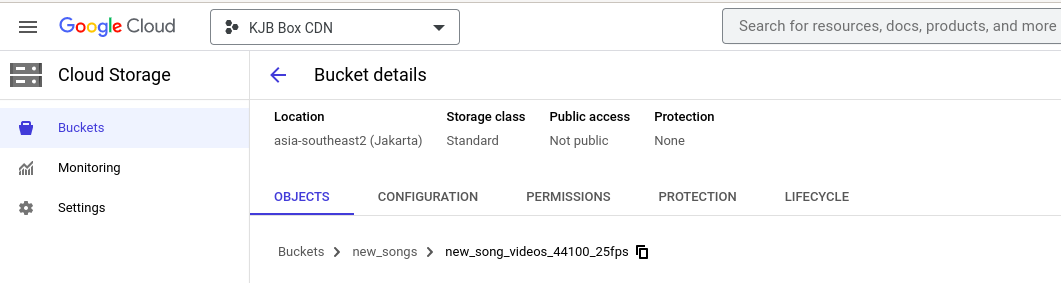 Google Cloud
KJB Box CDN
Search for resources, docs, products, and more
Cloud Storage
Buckets
Monitoring
Settings
Bucket details
Location Storage class Public access Protection
asia-southeast2 (Jakarta) Standard Not public None
OBJECTS CONFIGURATION PERMISSIONS PROTECTION LIFECYCLE
Buckets > new_songs > new_song_videos_44100_25fps